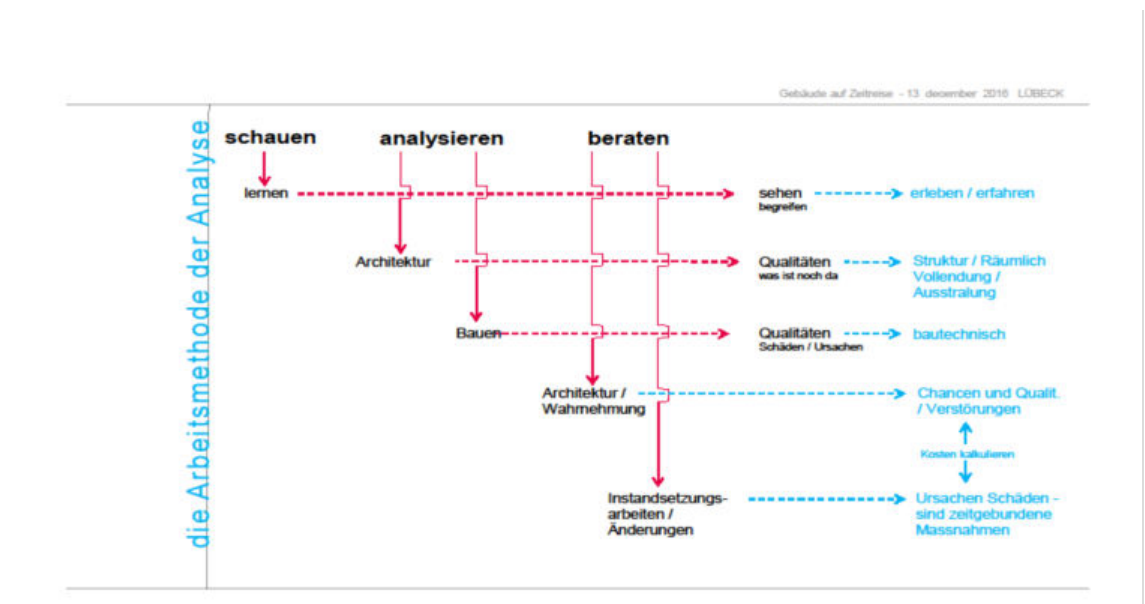 Gebäude auf Zeitreise - 13. december 2016 LÜBECK
die Arbeitsmethode der Analyse
schauen analysieren beraten
lernen sehen erleben / erfahren
begreifen
Architektur Qualitäten Struktur / Räumlich
was ist noch da Vollendung /
Ausstralung
Bauen Qualitäten bautechnisch
Schäden / Ursachen
Architektur / Chancen und Qualit.
Wahrnehmung / Verstörungen
Kosten kalkulieren
Instandsetzungs- Ursachen Schäden -
arbeiten / sind zeitgebundene
Änderungen Massnahmen